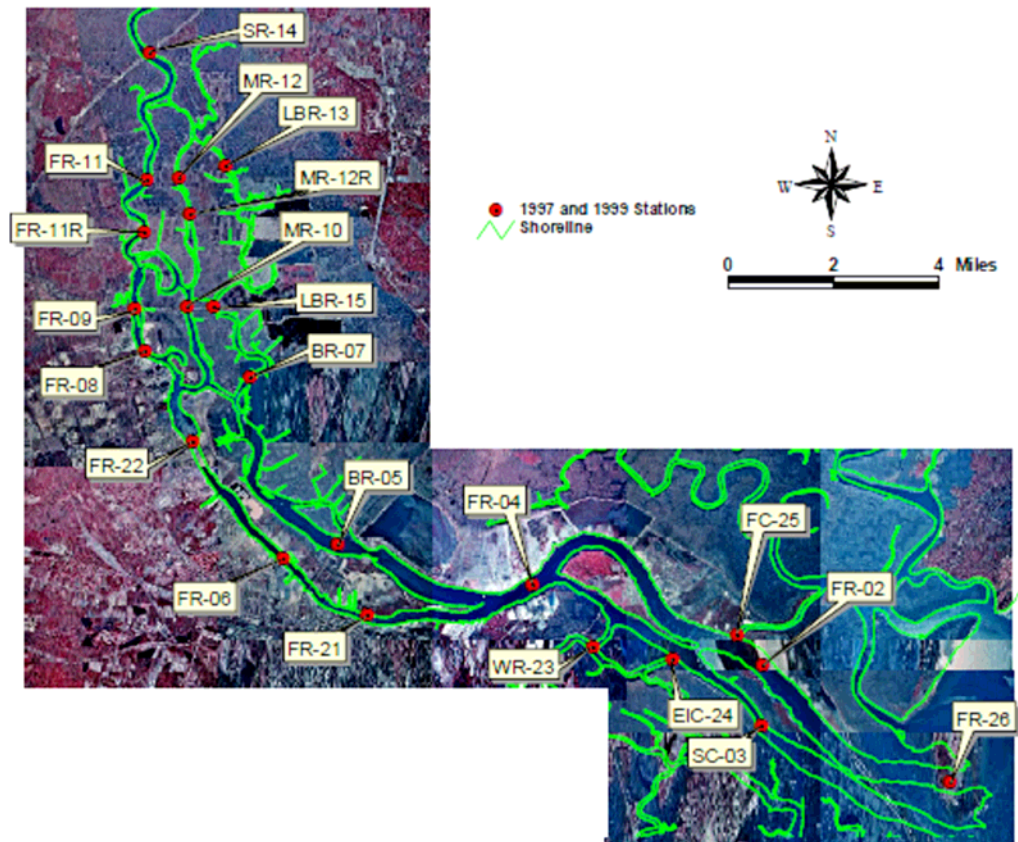 SR-14
MR-12
LBR-13
FR-11
MR-12R
FR-11R
MR-10
LBR-15
FR-09
BR-07
FR-08
FR-22
BR-05
FR-04
FC-25
FR-02
FR-06
FR-21
WR-23
EIC-24
SC-03
FR-26
1997 and 1999 Stations
Shoreline
N
W E
S
0 2 4 Miles